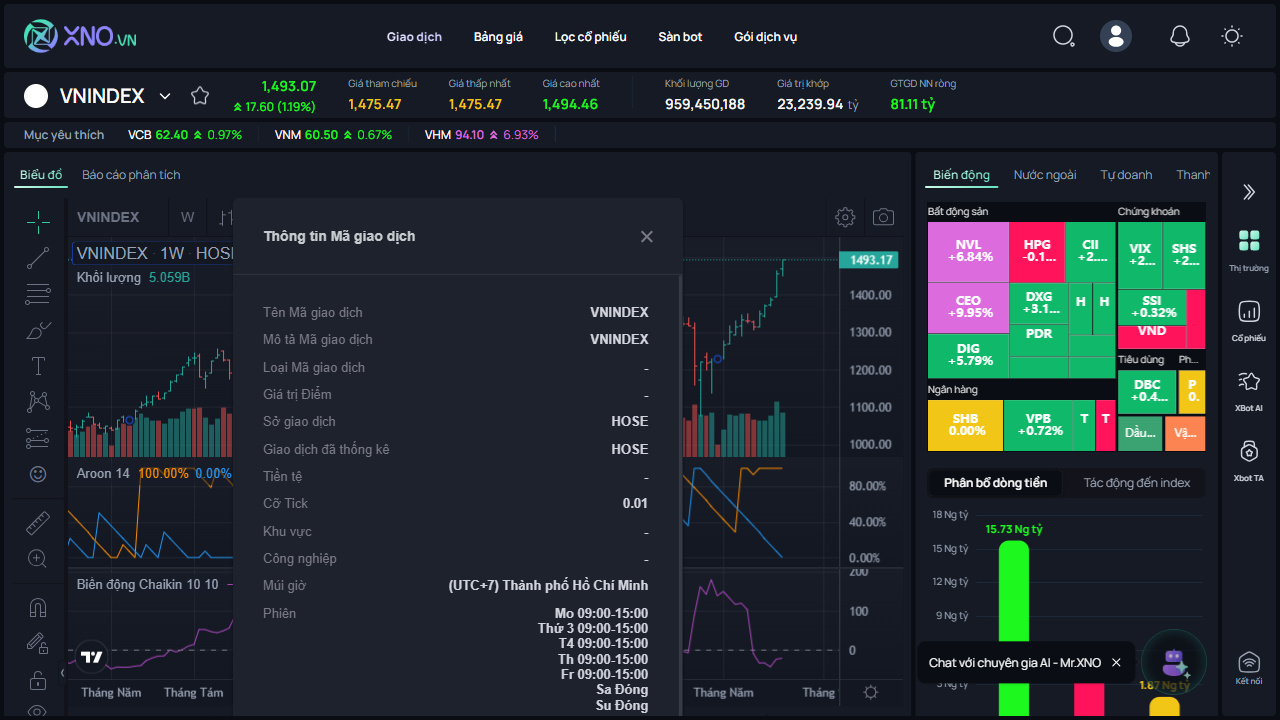 XNO.VN
Giao dịch Bảng giá Lọc cổ phiếu Sàn bot Gói dịch vụ
VNINDEX
1,493.07
17.60 (1.19%)
Giá tham chiếu
1,475.47
Giá thấp nhất
1,475.47
Giá cao nhất
1,494.46
Khối lượng GD
959,450,188
Giá trị khớp
23,239.94 tỷ
GTGD NN ròng
81.11 tỷ
Mục yêu thích VCB 62.40 0.97% VNM 60.50 0.67% VHM 94.10 6.93%
Biểu đồ Báo cáo phân tích
VNINDEX W
VNINDEX · 1W · HOSE
Khối lượng 5.059B
Aroon 14 100.00% 0.00%
Biến động Chaikin 10 10
Tháng Năm Tháng Tám
Thông tin Mã giao dịch
Tên Mã giao dịch VNINDEX
Mô tả Mã giao dịch VNINDEX
Loại Mã giao dịch -
Giá trị Điểm -
Sở giao dịch HOSE
Giao dịch đã thống kê HOSE
Tiền tệ -
Cỡ Tick 0.01
Khu vực -
Công nghiệp -
Múi giờ (UTC+7) Thành phố Hồ Chí Minh
Phiên Mo 09:00-15:00
Thứ 3 09:00-15:00
T4 09:00-15:00
Th 09:00-15:00
Fr 09:00-15:00
Sa Đóng
Su Đóng
1493.17
1400.00
1300.00
1200.00
1100.00
1000.00
80.00%
40.00%
0.00%
200
100
0
Tháng Năm Tháng
Biến động Nước ngoài Tự doanh Thanh
Bất động sản
NVL
+6.84%
HPG
-0.1...
CII
+2....
CEO
+9.95%
DXG
+3.1...
H
H
PDR
DIG
+5.79%
Chứng khoán
VIX
+2...
SHS
+2...
SSI
+0.32%
VND
Tiêu dùng
Ph...
DBC
+0.4...
P
0.
Dầu...
Vậ...
Ngân hàng
SHB
0.00%
VPB
+0.72%
T
T
Phân bổ dòng tiền Tác động đến index
18 Ng tỷ
15.73 Ng tỷ
15 Ng tỷ
12 Ng tỷ
9 Ng tỷ
1.87 Ng tỷ
Chat với chuyên gia AI - Mr.XNO
Thị trường
Cổ phiếu
XBot AI
Xbot TA
Kết nối